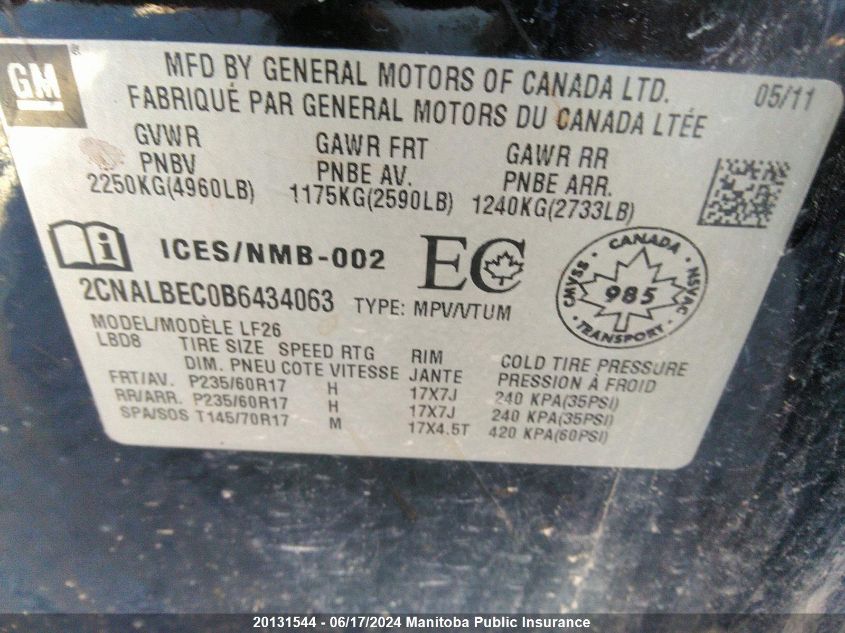 GM
MFD BY GENERAL MOTORS OF CANADA LTD. 05/11
FABRIQUÉ PAR GENERAL MOTORS DU CANADA LTÉE
GVWR GAWR FRT GAWR RR
PNBV PNBE AV. PNBE ARR.
2250KG(4960LB) 1175KG(2590LB) 1240KG(2733LB)
i ICES/NMB-002 EC
CANADA
CMVSS 985 NSVAC
TRANSPORT
2CNALBEC0B6434063 TYPE: MPV/VTUM
MODEL/MODÈLE LF26
LBD8 TIRE SIZE SPEED RTG RIM COLD TIRE PRESSURE
DIM. PNEU COTE VITESSE JANTE PRESSION À FROID
FRT/AV. P235/60R17 H 17X7J 240 KPA(35PSI)
RR/ARR. P235/60R17 H 17X7J 240 KPA(35PSI)
SPA/SOS T145/70R17 M 17X4.5T 420 KPA(60PSI)
20131544 - 06/17/2024 Manitoba Public Insurance